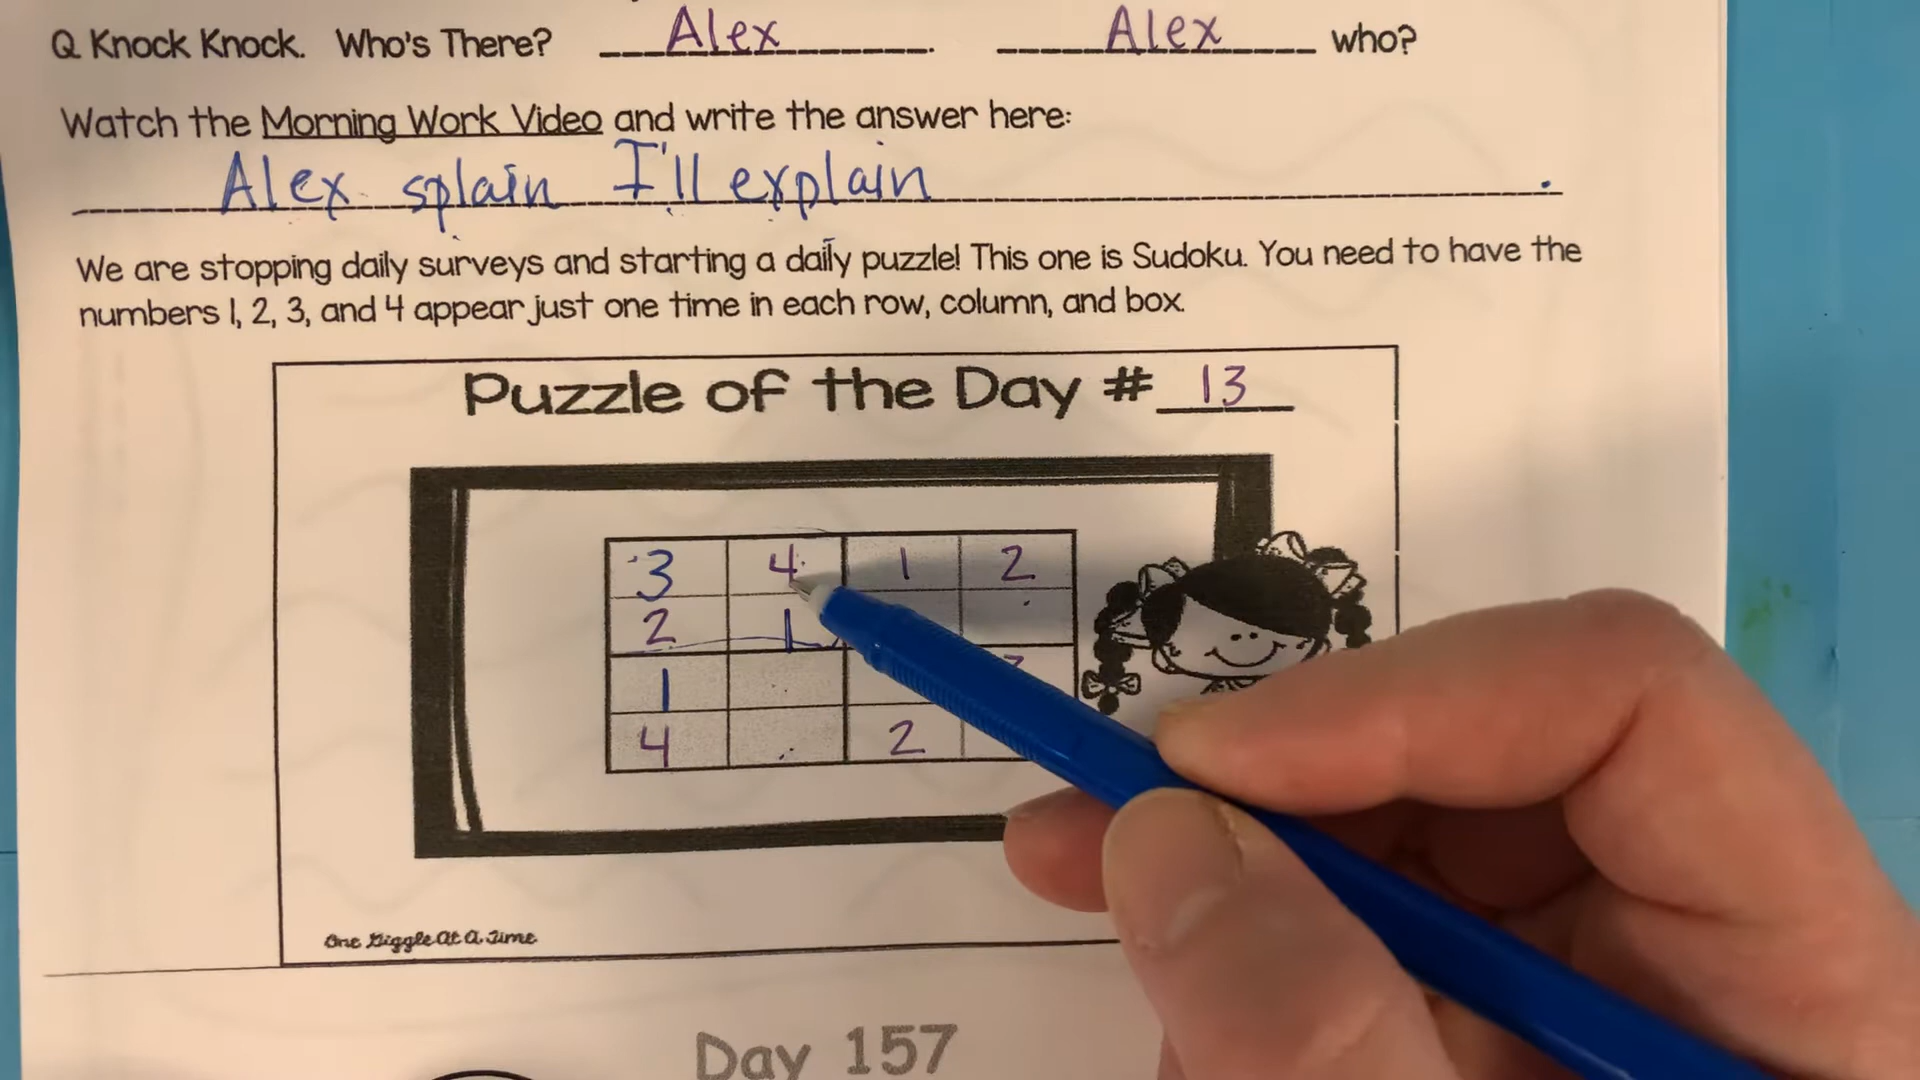 Q Knock Knock. Who's There? Alex. Alex who?
Watch the Morning Work Video and write the answer here:
Alex splain I'll explain.
We are stopping daily surveys and starting a daily puzzle! This one is Sudoku. You need to have the
numbers 1, 2, 3, and 4 appear just one time in each row, column, and box.
Puzzle of the Day # 13
3 4 1 2
2 1
1
4 2
One Giggle At A Time
Day 157